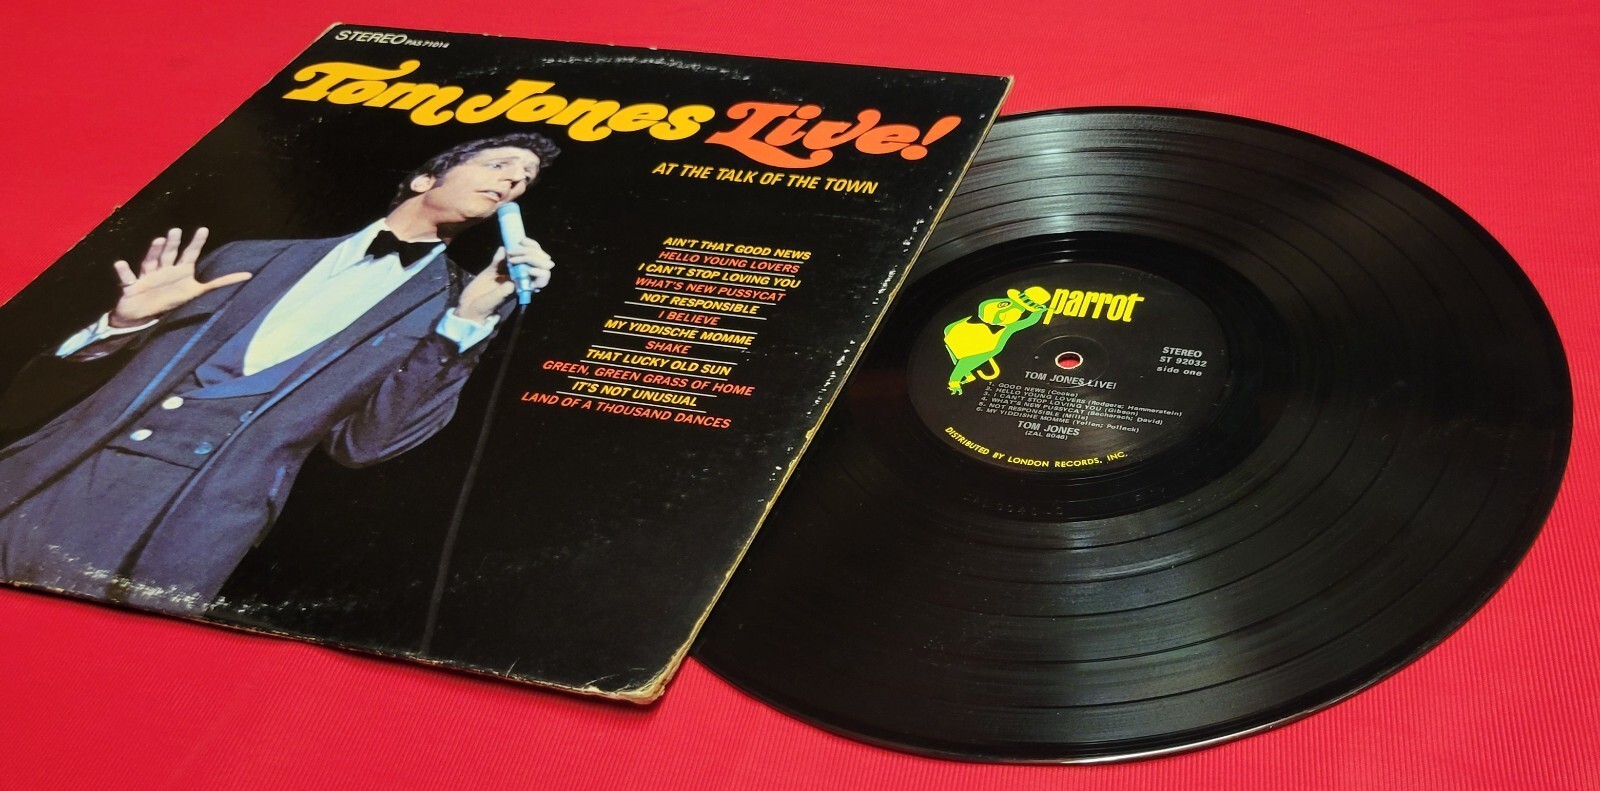 STEREO PAS 71014
Tom Jones Live!
AT THE TALK OF THE TOWN
AIN'T THAT GOOD NEWS
HELLO YOUNG LOVERS
I CAN'T STOP LOVING YOU
WHAT'S NEW PUSSYCAT
NOT RESPONSIBLE
I BELIEVE
MY YIDDISCHE MOMME
SHAKE
THAT LUCKY OLD SUN
GREEN, GREEN GRASS OF HOME
IT'S NOT UNUSUAL
LAND OF A THOUSAND DANCES
parrot
STEREO
ST 92032
side one
TOM JONES LIVE!
1. GOOD NEWS (Cooke)
2. HELLO YOUNG LOVERS (Rodgers; Hammerstein)
3. I CAN'T STOP LOVING YOU (Gibson)
4. WHAT'S NEW PUSSYCAT (Bacharach; David)
5. NOT RESPONSIBLE (Mills)
6. MY YIDDISHE MOMME (Yellen; Pollack)
TOM JONES
(ZAL 8046)
DISTRIBUTED BY LONDON RECORDS, INC.